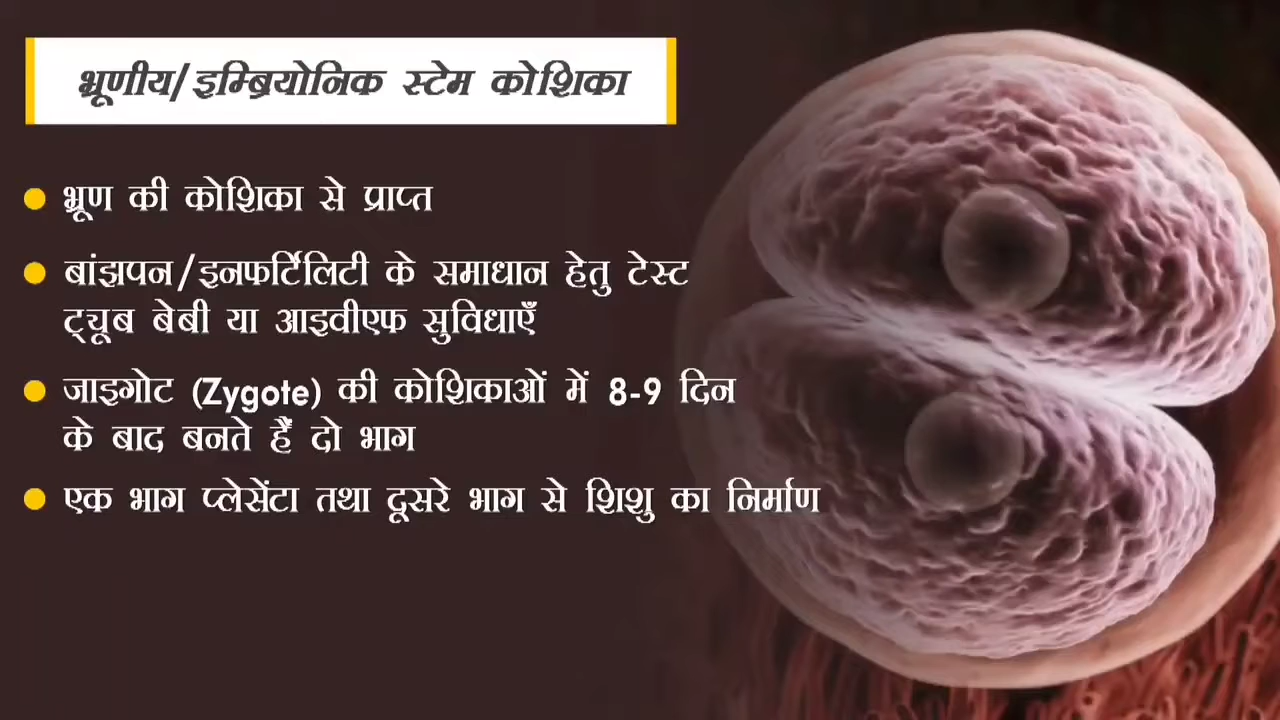 भ्रूणीय/इम्ब्रियोनिक स्टेम कोशिका
भ्रूण की कोशिका से प्राप्त
बांझपन/इनफर्टिलिटी के समाधान हेतु टेस्ट
ट्यूब बेबी या आइवीएफ सुविधाएँ
जाइगोट (Zygote) की कोशिकाओं में 8-9 दिन
के बाद बनते हैं दो भाग
एक भाग प्लेसेंटा तथा दूसरे भाग से शिशु का निर्माण